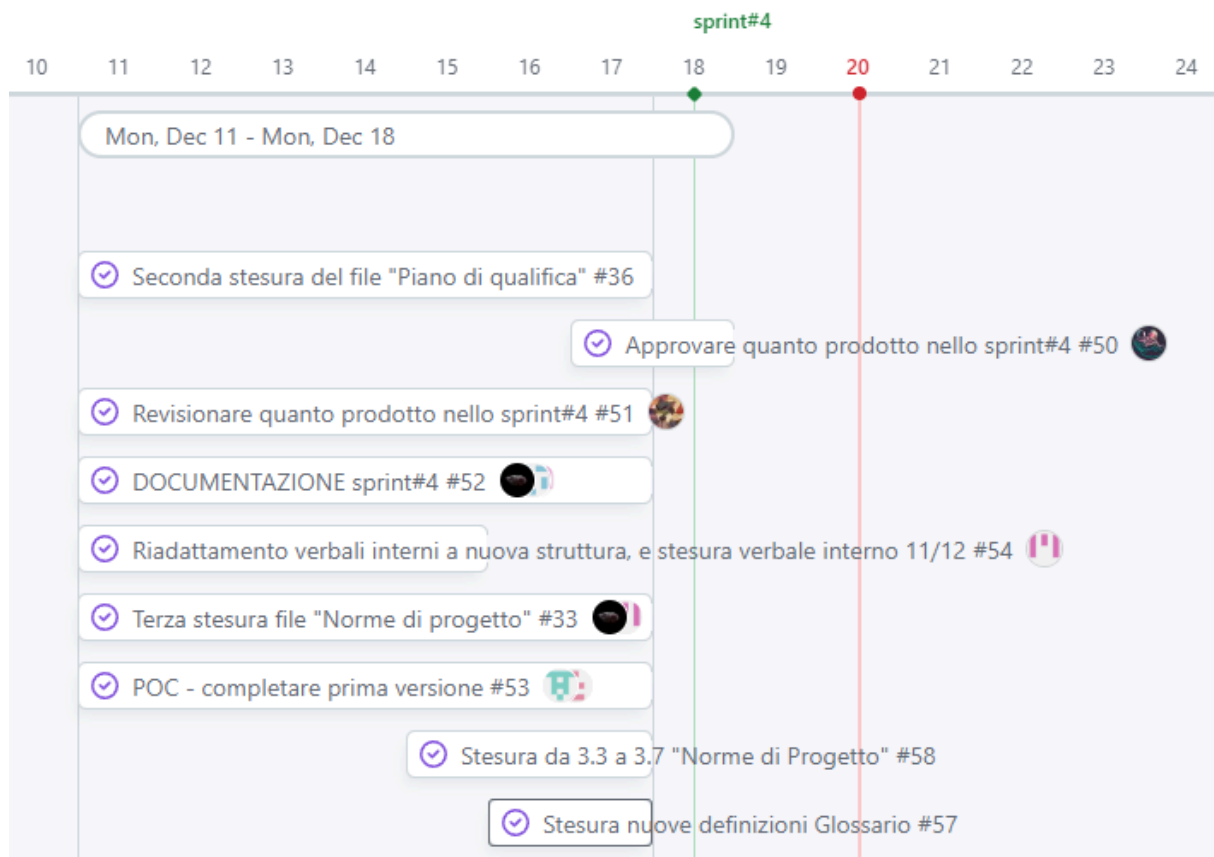 sprint#4
10 11 12 13 14 15 16 17 18 19 20 21 22 23 24
Mon, Dec 11 - Mon, Dec 18
Seconda stesura del file "Piano di qualifica" #36
Approvare quanto prodotto nello sprint#4 #50
Revisionare quanto prodotto nello sprint#4 #51
DOCUMENTAZIONE sprint#4 #52
Riadattamento verbali interni a nuova struttura, e stesura verbale interno 11/12 #54
Terza stesura file "Norme di progetto" #33
POC - completare prima versione #53
Stesura da 3.3 a 3.7 "Norme di Progetto" #58
Stesura nuove definizioni Glossario #57